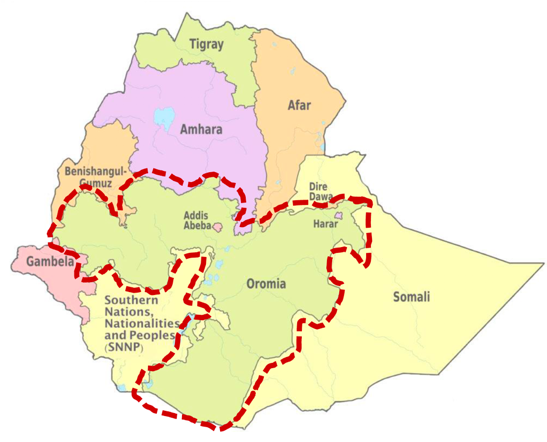 Tigray
Afar
Amhara
Benishangul-
Gumuz
Dire
Dawa
Addis
Abeba
Harar
Gambela
Oromia
Somali
Southern
Nations,
Nationalities
and Peoples
(SNNP)